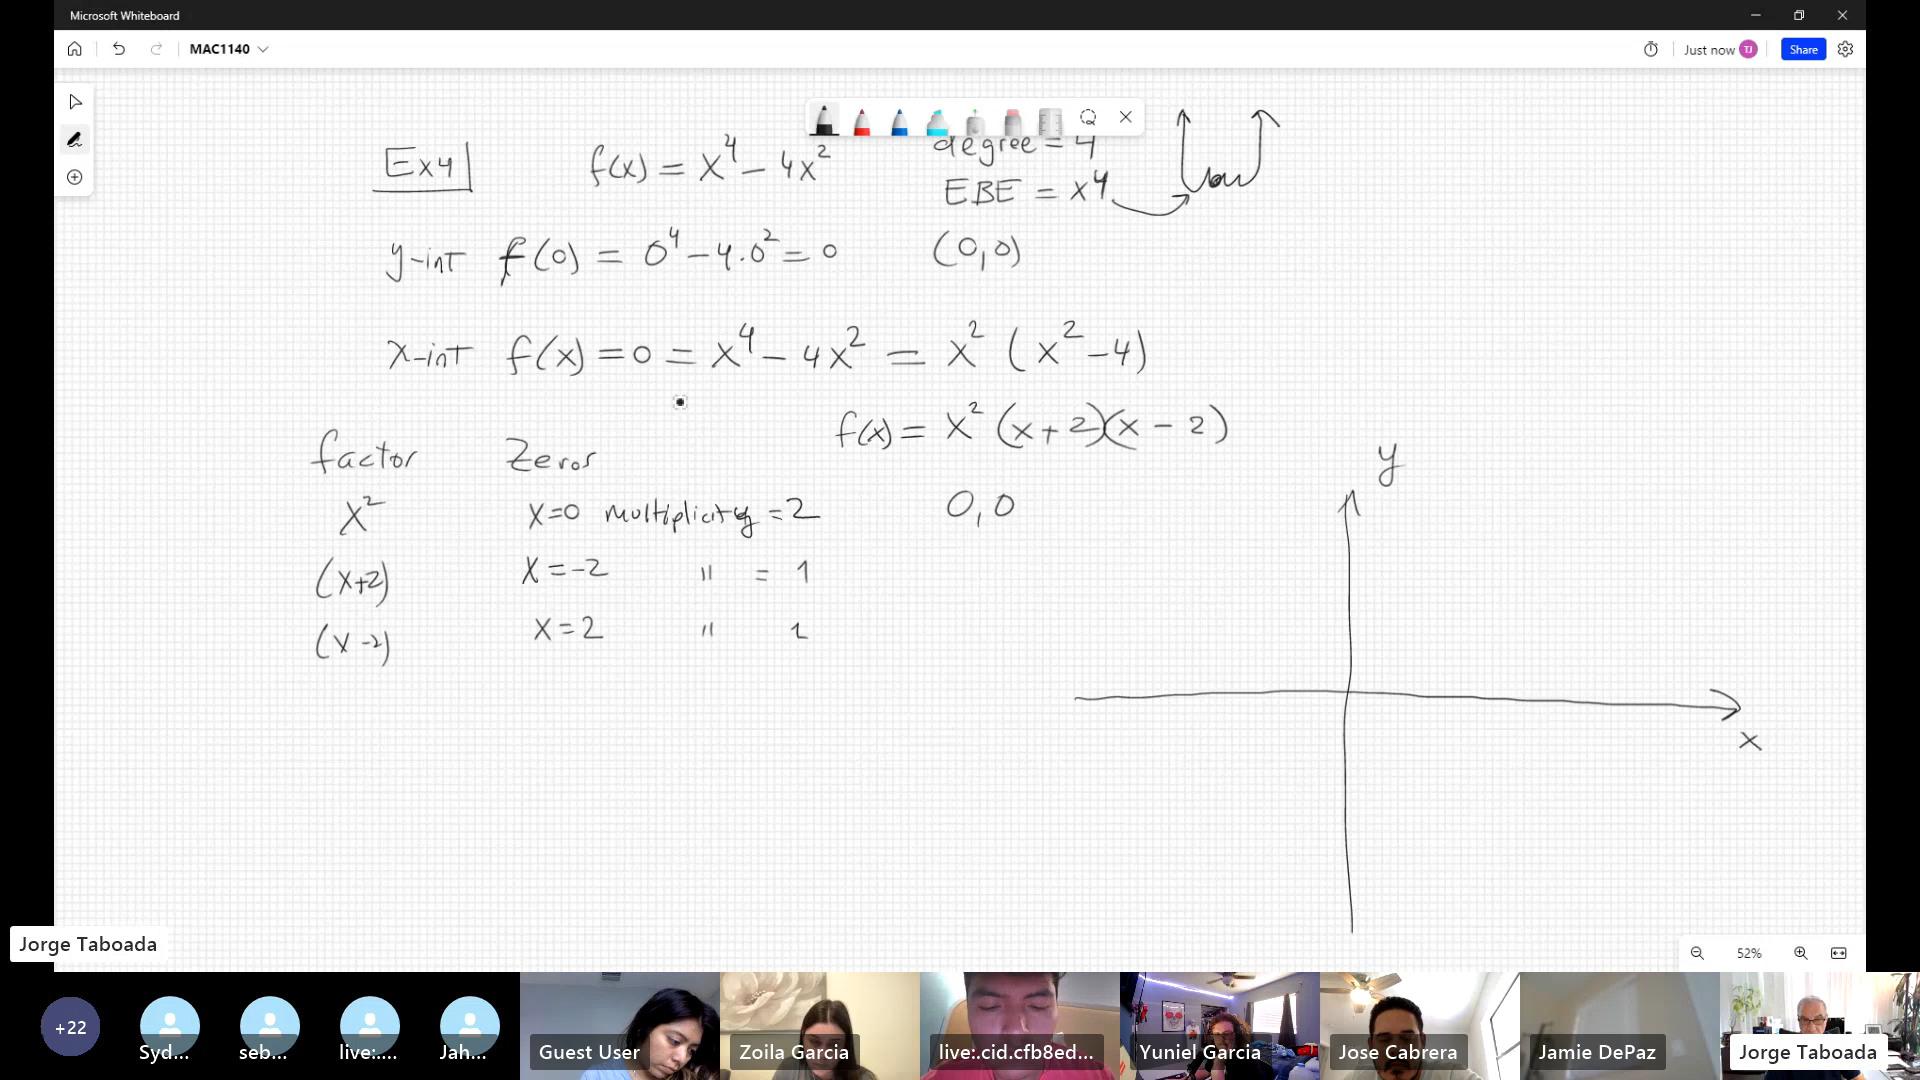 Microsoft Whiteboard
MAC1140
Just now TJ Share
Ex4 f(x) = x⁴ - 4x² degree = 4
EBE = x⁴
y-int f(0) = 0⁴ - 4.0² = 0 (0,0)
x-int f(x) = 0 = x⁴ - 4x² = x² (x² - 4)
f(x) = x² (x + 2)(x - 2)
factor Zeros
x² x=0 multiplicity = 2 0, 0
(x+2) x = -2 " = 1
(x-2) x = 2 " 1
y
x
52%
Jorge Taboada
+22
Syd...
seb...
live:....
Jah...
Guest User
Zoila Garcia
live:.cid.cfb8ed...
Yuniel Garcia
Jose Cabrera
Jamie DePaz
Jorge Taboada